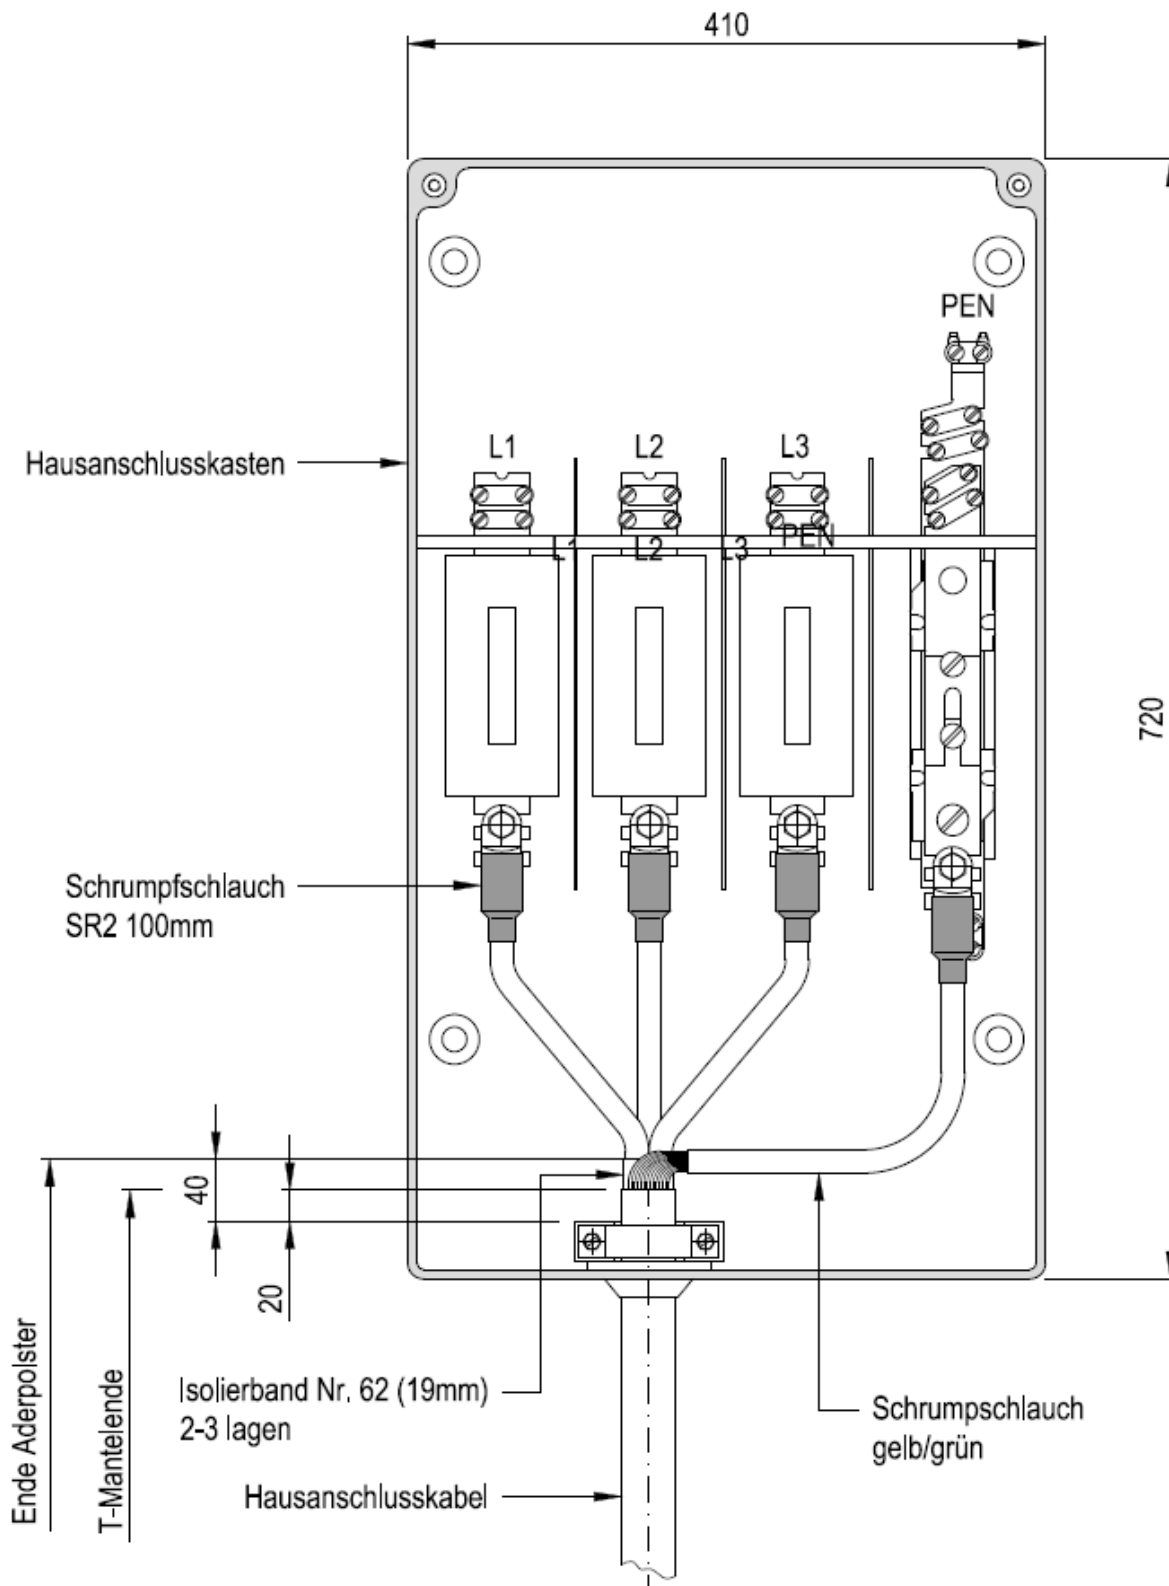 410
PEN
L1
L2
L3
Hausanschlusskasten
PEN
L1
L2
L3
720
Schrumpfschlauch
SR2 100mm
40
20
Ende Aderpolster
T-Mantelende
Isolierband Nr. 62 (19mm)
2-3 lagen
Schrumpschlauch
gelb/grün
Hausanschlusskabel